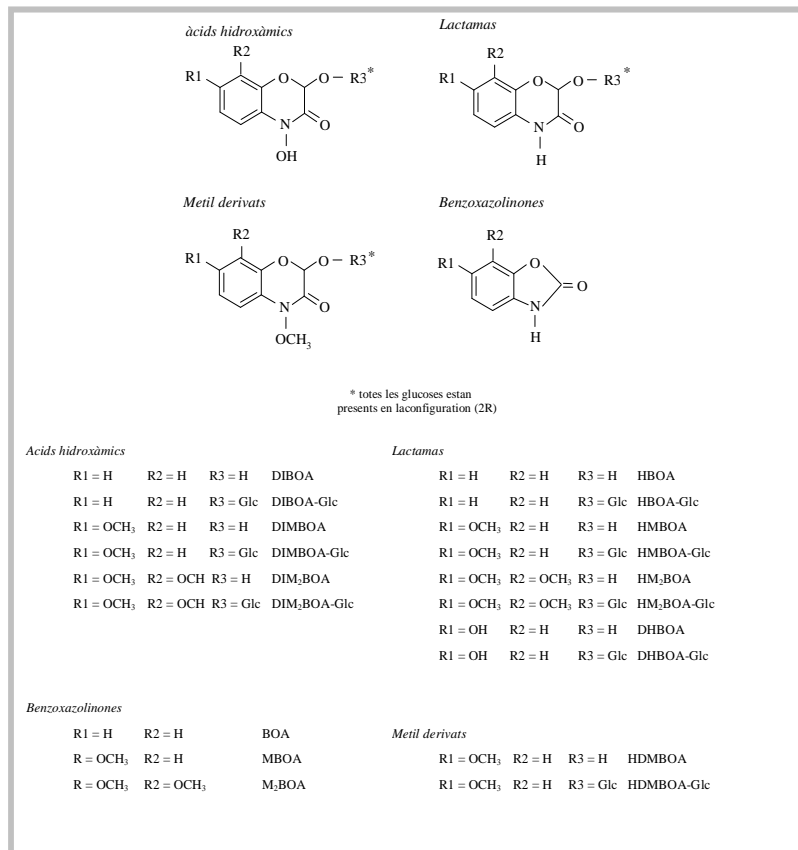 àcids hidroxàmics
R2
R1
O
O
R3*
N
O
OH
Lactamas
R2
R1
O
O
R3*
N
O
H
Metil derivats
R2
R1
O
O
R3*
N
O
OCH₃
Benzoxazolinones
R2
R1
O
O
N
H
* totes les glucoses estan
presents en laconfiguration (2R)
Acids hidroxàmics
R1 = H R2 = H R3 = H DIBOA
R1 = H R2 = H R3 = Glc DIBOA-Glc
R1 = OCH₃ R2 = H R3 = H DIMBOA
R1 = OCH₃ R2 = H R3 = Glc DIMBOA-Glc
R1 = OCH₃ R2 = OCH R3 = H DIM₂BOA
R1 = OCH₃ R2 = OCH R3 = Glc DIM₂BOA-Glc
Lactamas
R1 = H R2 = H R3 = H HBOA
R1 = H R2 = H R3 = Glc HBOA-Glc
R1 = OCH₃ R2 = H R3 = H HMBOA
R1 = OCH₃ R2 = H R3 = Glc HMBOA-Glc
R1 = OCH₃ R2 = OCH₃ R3 = H HM₂BOA
R1 = OCH₃ R2 = OCH₃ R3 = Glc HM₂BOA-Glc
R1 = OH R2 = H R3 = H DHBOA
R1 = OH R2 = H R3 = Glc DHBOA-Glc
Benzoxazolinones
R1 = H R2 = H BOA
R = OCH₃ R2 = H MBOA
R = OCH₃ R2 = OCH₃ M₂BOA
Metil derivats
R1 = OCH₃ R2 = H R3 = H HDMBOA
R1 = OCH₃ R2 = H R3 = Glc HDMBOA-Glc